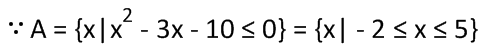 ∵ A = {x|x² - 3x - 10 ≤ 0} = {x| - 2 ≤ x ≤ 5}